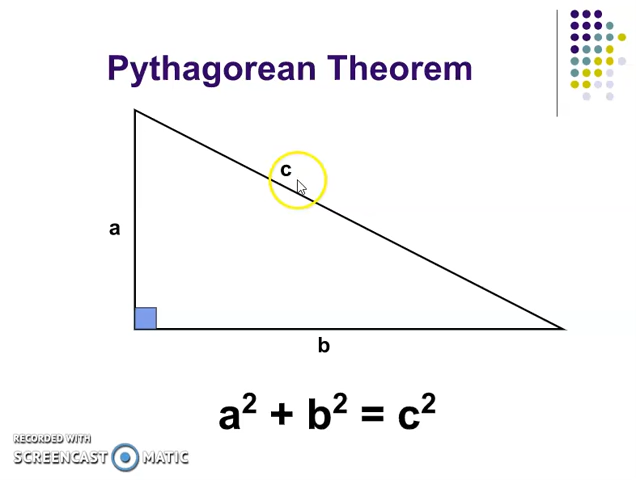 Pythagorean Theorem
c
a
b
a² + b² = c²
RECORDED WITH
SCREENCAST MATIC